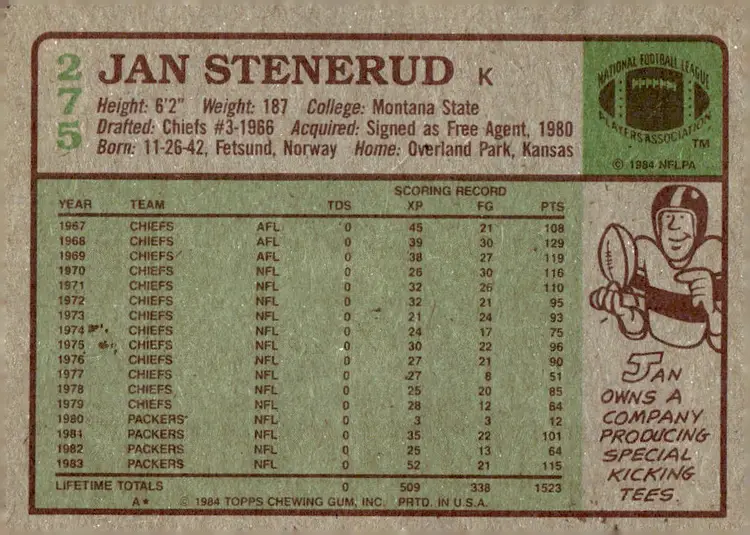 275
JAN STENERUD K
Height: 6'2" Weight: 187 College: Montana State
Drafted: Chiefs #3-1966 Acquired: Signed as Free Agent, 1980
Born: 11-26-42, Fetsund, Norway Home: Overland Park, Kansas
NATIONAL FOOTBALL LEAGUE
PLAYERS ASSOCIATION
TM
© 1984 NFLPA
SCORING RECORD
YEAR TEAM TDS XP FG PTS
1967 CHIEFS AFL 0 45 21 108
1968 CHIEFS AFL 0 39 30 129
1969 CHIEFS AFL 0 38 27 119
1970 CHIEFS NFL 0 26 30 116
1971 CHIEFS NFL 0 32 26 110
1972 CHIEFS NFL 0 32 21 95
1973 CHIEFS NFL 0 21 24 93
1974 CHIEFS NFL 0 24 17 75
1975 CHIEFS NFL 0 30 22 96
1976 CHIEFS NFL 0 27 21 90
1977 CHIEFS NFL 0 27 8 51
1978 CHIEFS NFL 0 25 20 85
1979 CHIEFS NFL 0 28 12 64
1980 PACKERS NFL 0 3 3 12
1981 PACKERS NFL 0 35 22 101
1982 PACKERS NFL 0 25 13 64
1983 PACKERS NFL 0 52 21 115
LIFETIME TOTALS 0 509 338 1523
A* © 1984 TOPPS CHEWING GUM, INC. PRTD. IN U.S.A.
JAN
OWNS A
COMPANY
PRODUCING
SPECIAL
KICKING
TEES.